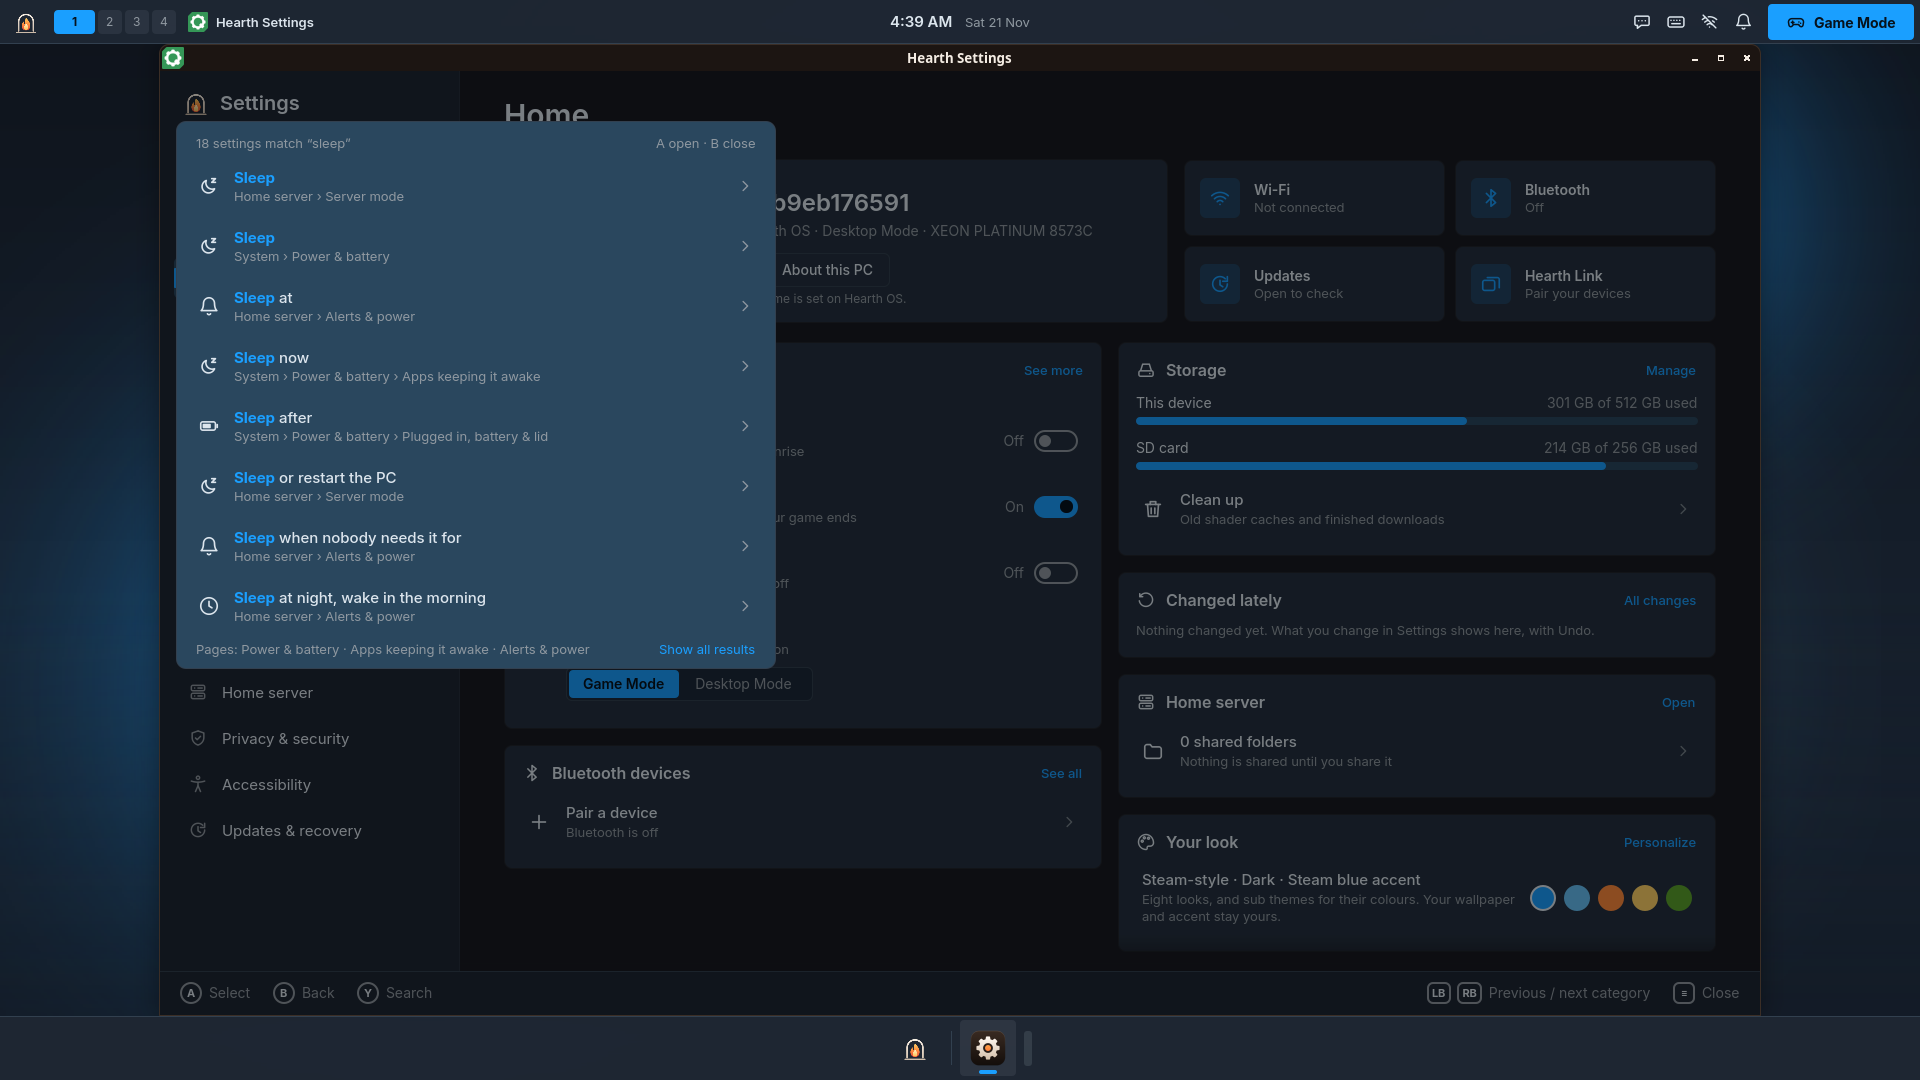 1 2 3 4 Hearth Settings
4:39 AM Sat 21 Nov
Game Mode
Hearth Settings
Settings
Home
18 settings match “sleep” A open · B close
Sleep
Home server › Server mode
Sleep
System › Power & battery
Sleep at
Home server › Alerts & power
Sleep now
System › Power & battery › Apps keeping it awake
Sleep after
System › Power & battery › Plugged in, battery & lid
Sleep or restart the PC
Home server › Server mode
Sleep when nobody needs it for
Home server › Alerts & power
Sleep at night, wake in the morning
Home server › Alerts & power
Pages: Power & battery · Apps keeping it awake · Alerts & power Show all results
Home server
Privacy & security
Accessibility
Updates & recovery
9eb176591
OS · Desktop Mode · XEON PLATINUM 8573C
About this PC
me is set on Hearth OS.
Wi-Fi
Not connected
Bluetooth
Off
Updates
Open to check
Hearth Link
Pair your devices
See more
Off
On
game ends
Off
Game Mode Desktop Mode
Bluetooth devices See all
Pair a device
Bluetooth is off
Storage Manage
This device 301 GB of 512 GB used
SD card 214 GB of 256 GB used
Clean up
Old shader caches and finished downloads
Changed lately All changes
Nothing changed yet. What you change in Settings shows here, with Undo.
Home server Open
0 shared folders
Nothing is shared until you share it
Your look Personalize
Steam-style · Dark · Steam blue accent
Eight looks, and sub themes for their colours. Your wallpaper
and accent stay yours.
A Select B Back Y Search
LB RB Previous / next category Close